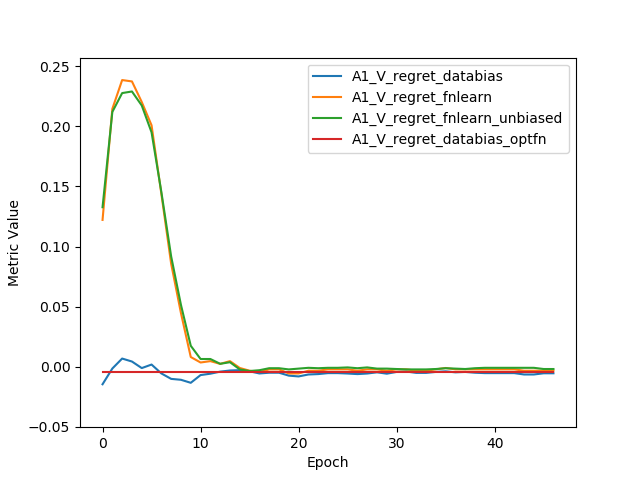 0.25
0.20
0.15
0.10
0.05
0.00
−0.05
0
10
20
30
40
Metric Value
Epoch
A1_V_regret_databias
A1_V_regret_fnlearn
A1_V_regret_fnlearn_unbiased
A1_V_regret_databias_optfn